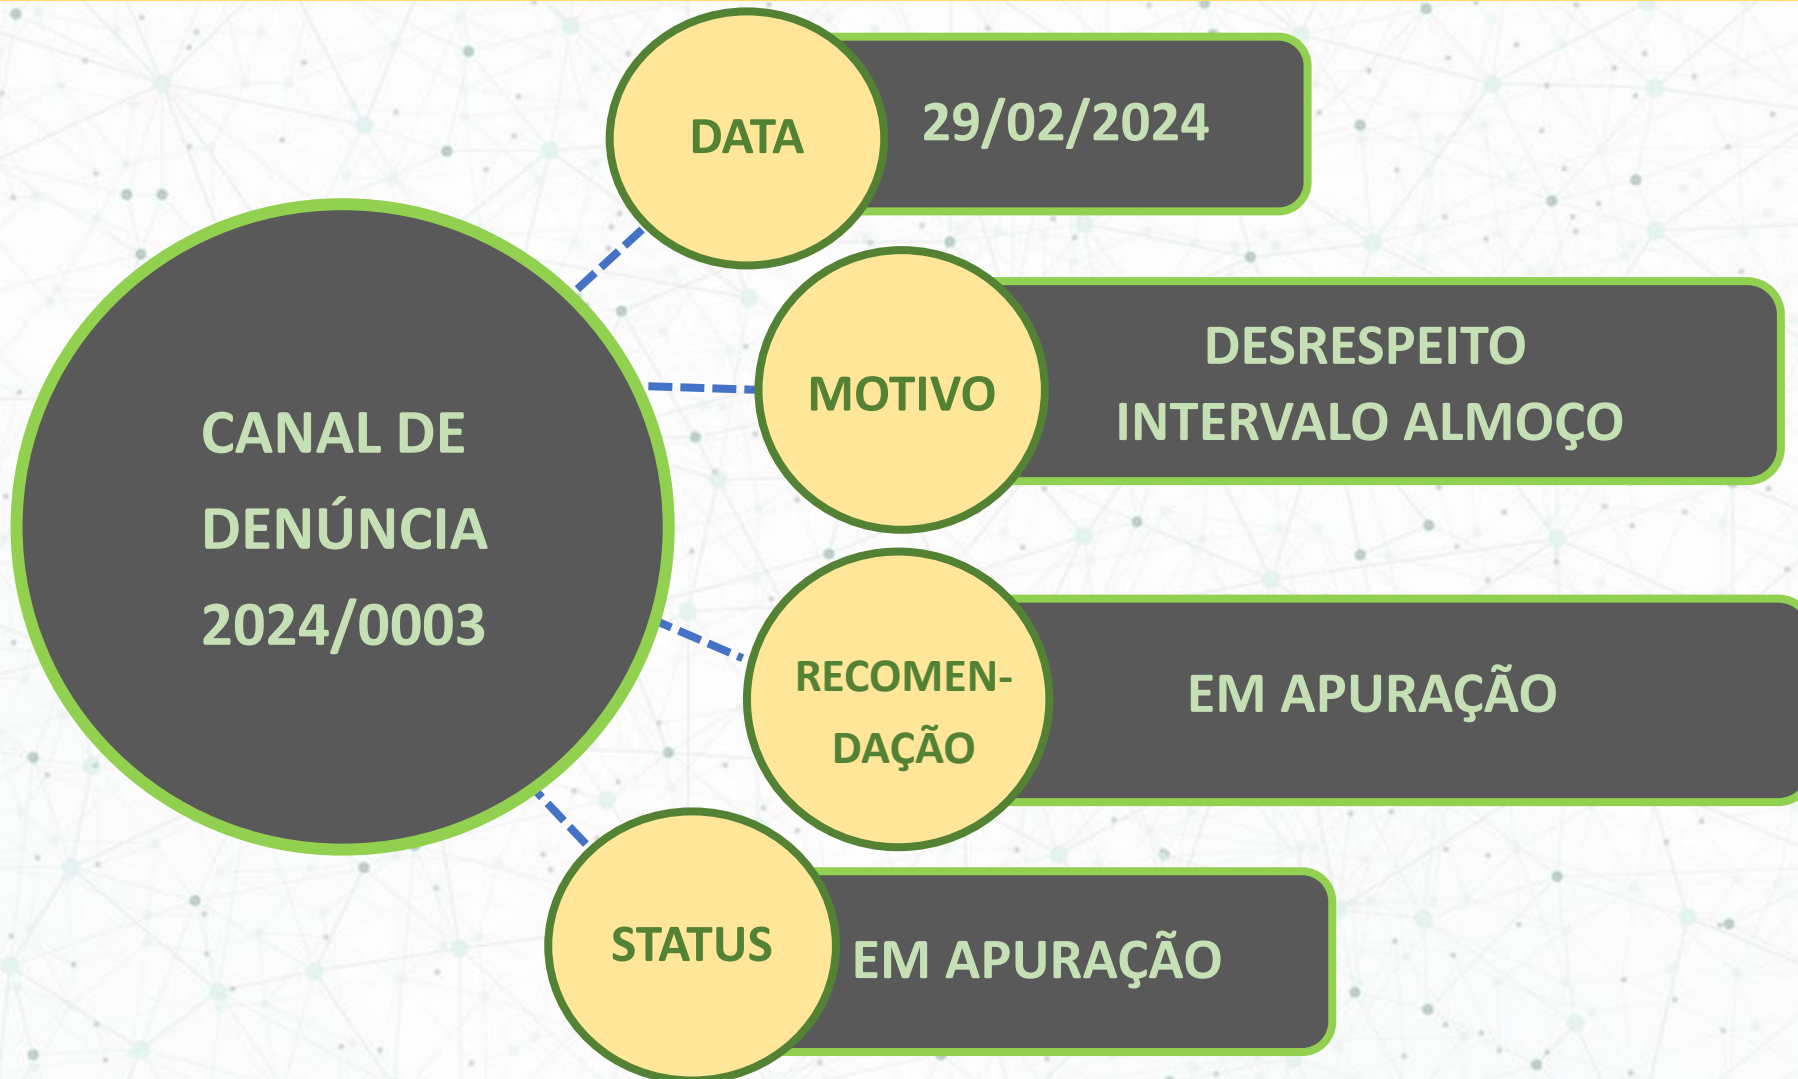 CANAL DE
DENÚNCIA
2024/0003
DATA
29/02/2024
MOTIVO
DESRESPEITO
INTERVALO ALMOÇO
RECOMEN-
DAÇÃO
EM APURAÇÃO
STATUS
EM APURAÇÃO